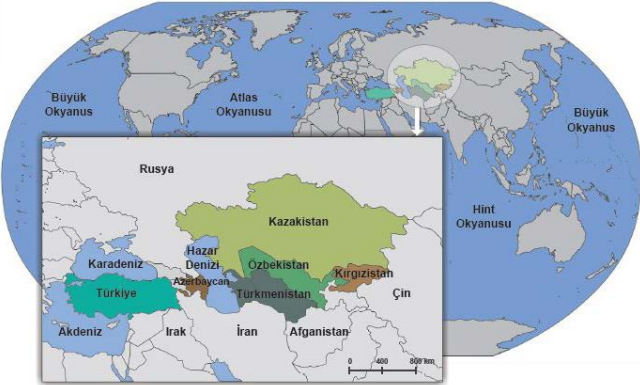 Büyük
Okyanus
Atlas
Okyanusu
Büyük
Okyanus
Hint
Okyanusu
Rusya
Kazakistan
Hazar
Denizi
Karadeniz
Özbekistan
Kırgızistan
Azerbaycan
Türkiye
Türkmenistan
Çin
Akdeniz
Irak
İran
Afganistan
0 400 800 km